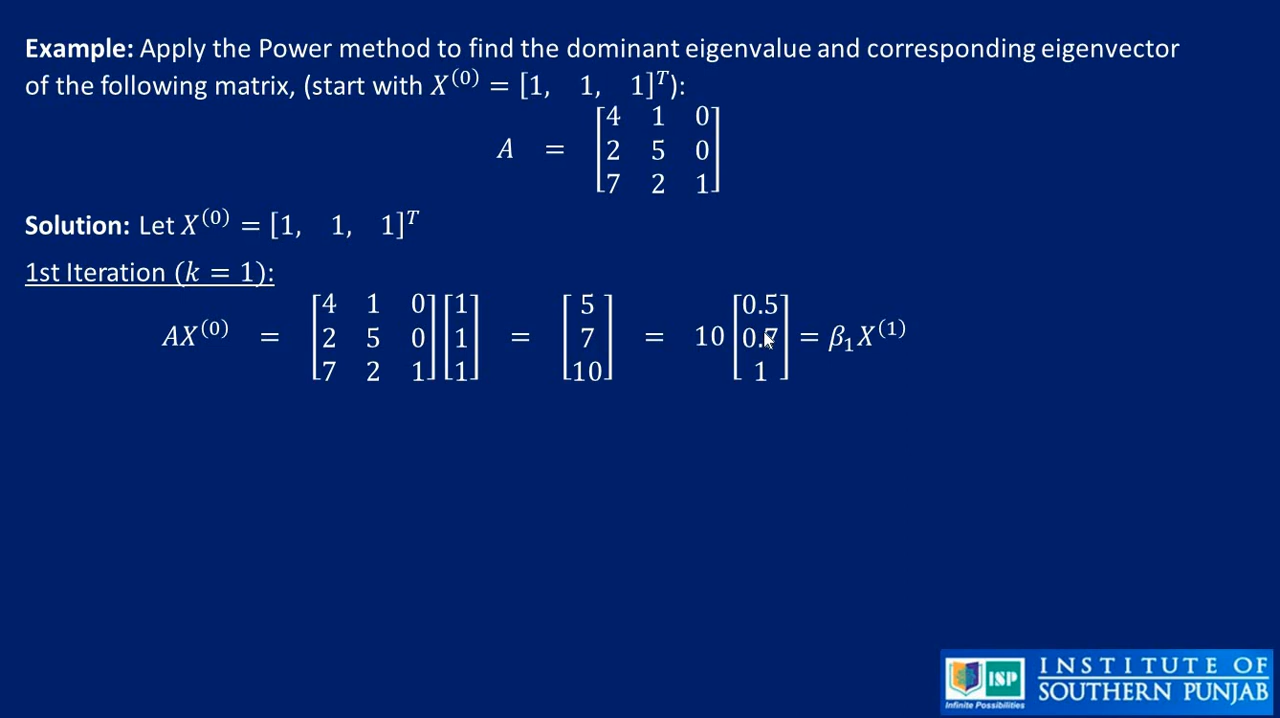 Example: Apply the Power method to find the dominant eigenvalue and corresponding eigenvector
of the following matrix, (start with X⁽⁰⁾ = [1, 1, 1]ᵀ):
A = [4 1 0
2 5 0
7 2 1]
Solution: Let X⁽⁰⁾ = [1, 1, 1]ᵀ
1st Iteration (k = 1):
AX⁽⁰⁾ = [4 1 0; 2 5 0; 7 2 1] [1; 1; 1] = [5; 7; 10] = 10 [0.5; 0.7; 1] = β₁X⁽¹⁾
ISP
Infinite Possibilities
INSTITUTE OF
SOUTHERN PUNJAB